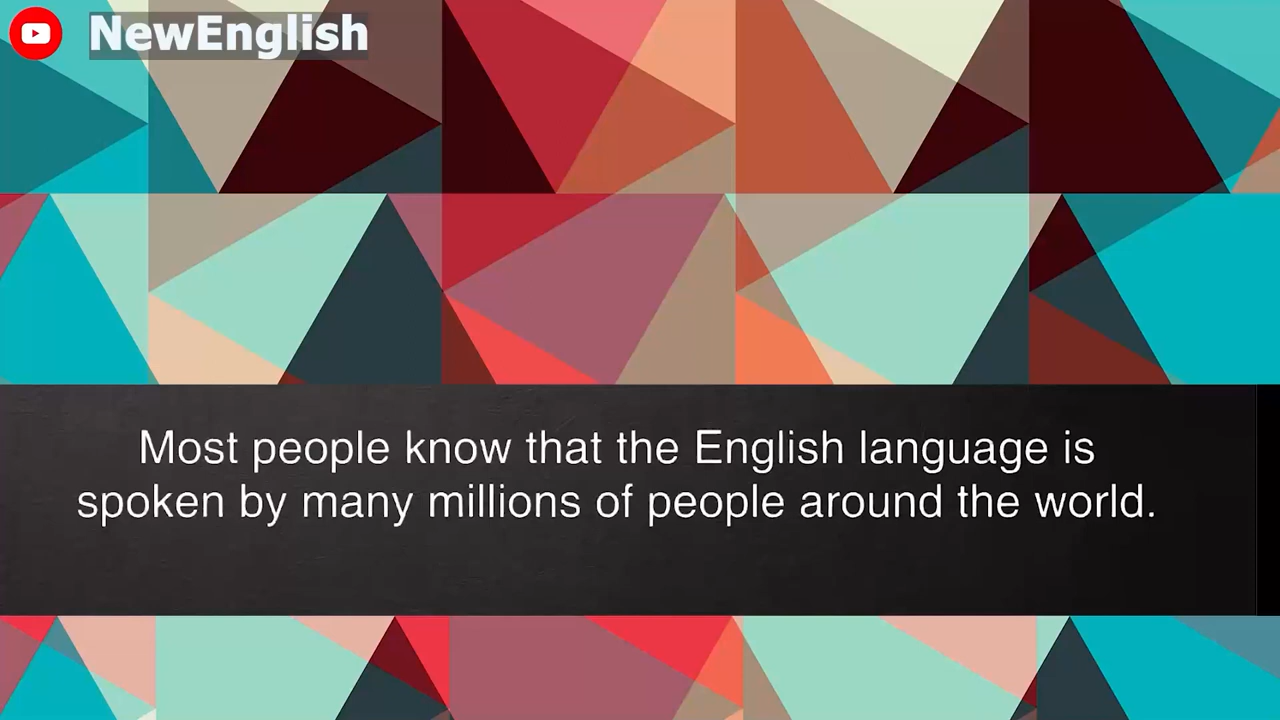 NewEnglish
Most people know that the English language is
spoken by many millions of people around the world.